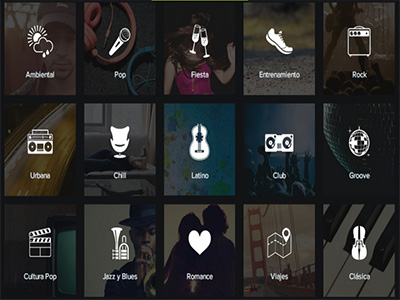 Ambiental
Pop
Fiesta
Entrenamiento
Rock
Urbana
Chill
Latino
Club
Groove
Cultura Pop
Jazz y Blues
Romance
Viajes
Clásica